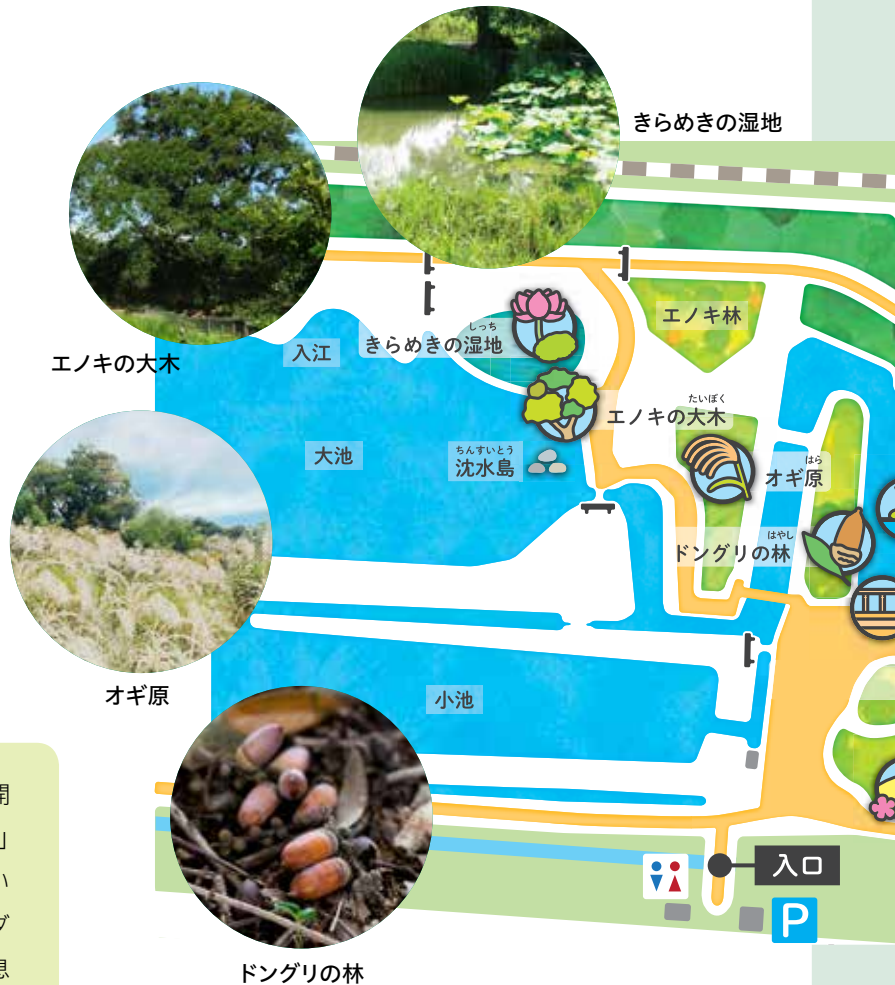 きらめきの湿地
エノキの大木
入江
しっち
きらめきの湿地
エノキ林
たいぼく
エノキの大木
大池
ちんすいとう
沈水島
はら
オギ原
はやし
ドングリの林
オギ原
小池
開
」
い
グ
想
入口
P
ドングリの林